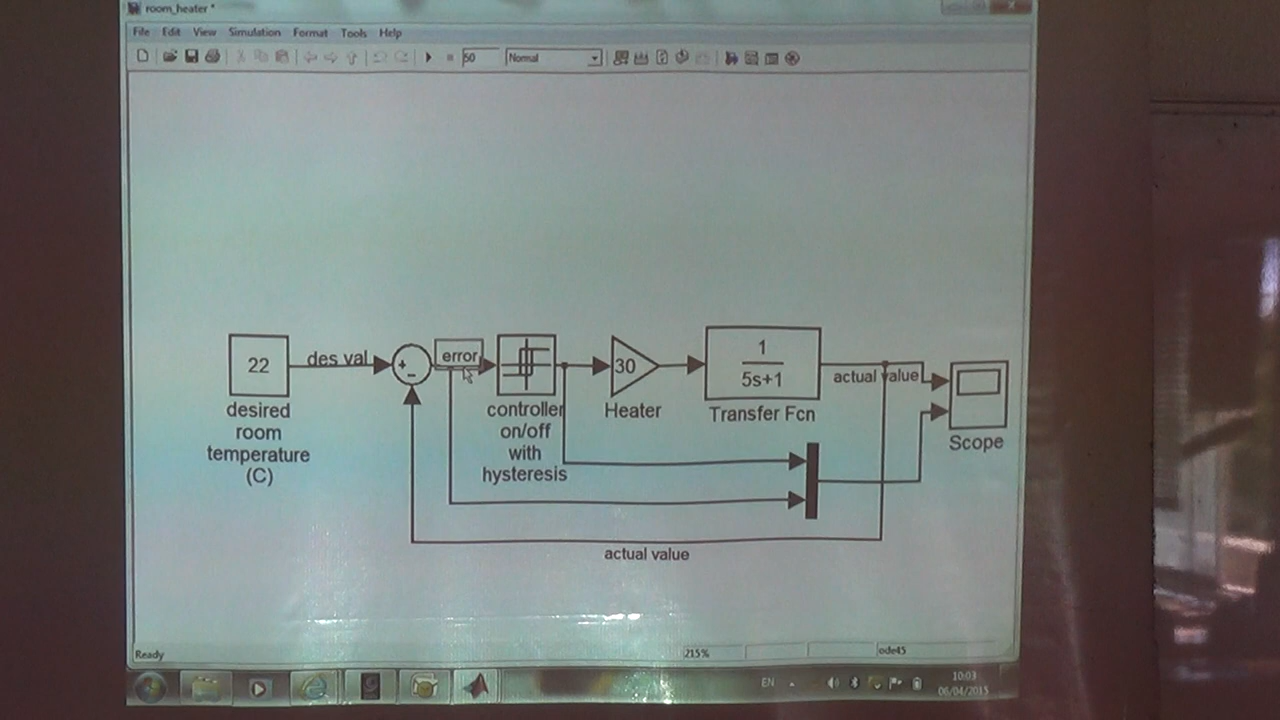 room_heater *
File Edit View Simulation Format Tools Help
50 Normal
22
des val
+
−
error
30
1
5s+1
actual value
desired
room
temperature
(C)
controller
on/off
with
hysteresis
Heater
Transfer Fcn
Scope
actual value
Ready
215%
ode45
EN
10:03
06/04/2015